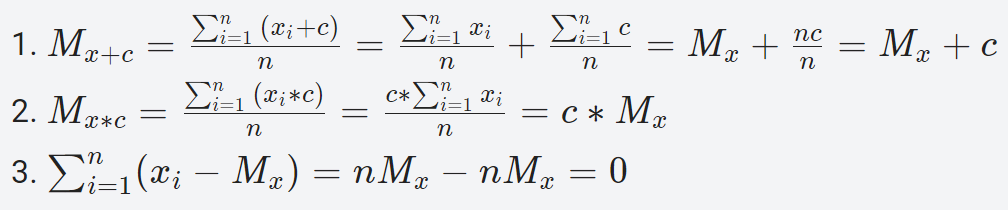 1. $M_{x+c} = \frac{\sum_{i=1}^{n} (x_i+c)}{n} = \frac{\sum_{i=1}^{n} x_i}{n} + \frac{\sum_{i=1}^{n} c}{n} = M_x + \frac{nc}{n} = M_x + c$
2. $M_{x*c} = \frac{\sum_{i=1}^{n} (x_i*c)}{n} = \frac{c*\sum_{i=1}^{n} x_i}{n} = c * M_x$
3. $\sum_{i=1}^{n} (x_i - M_x) = nM_x - nM_x = 0$